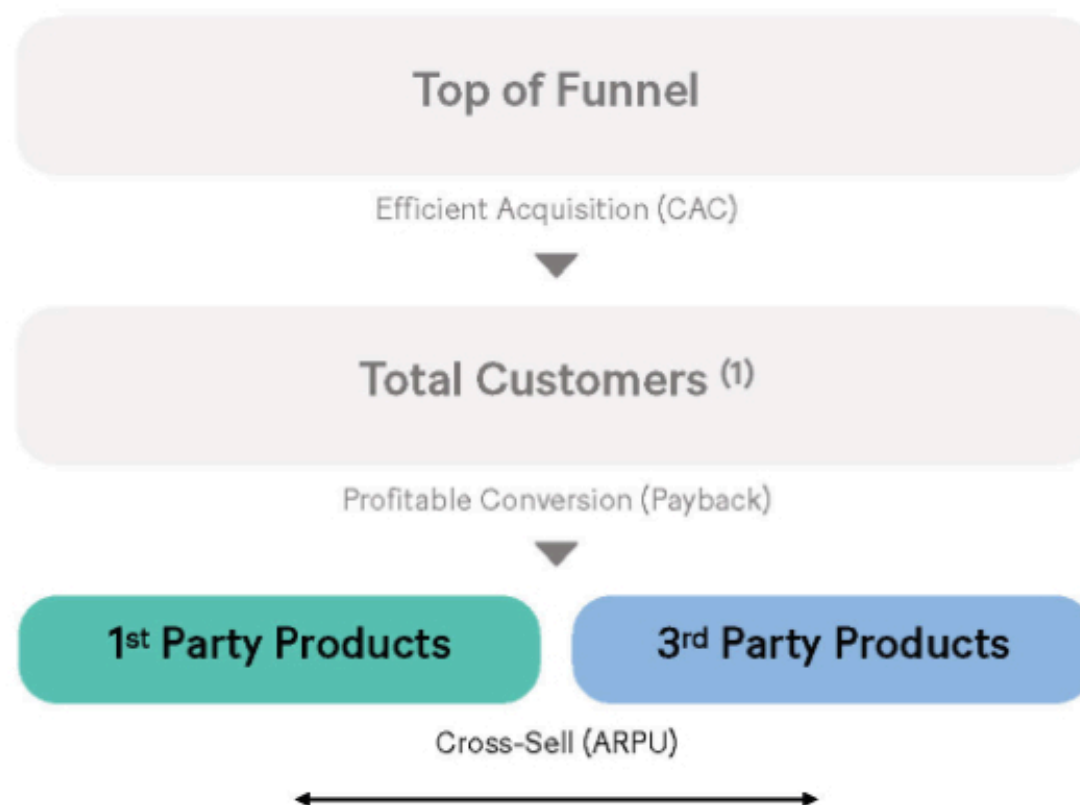 Top of Funnel
Efficient Acquisition (CAC)
Total Customers (1)
Profitable Conversion (Payback)
1st Party Products
3rd Party Products
Cross-Sell (ARPU)